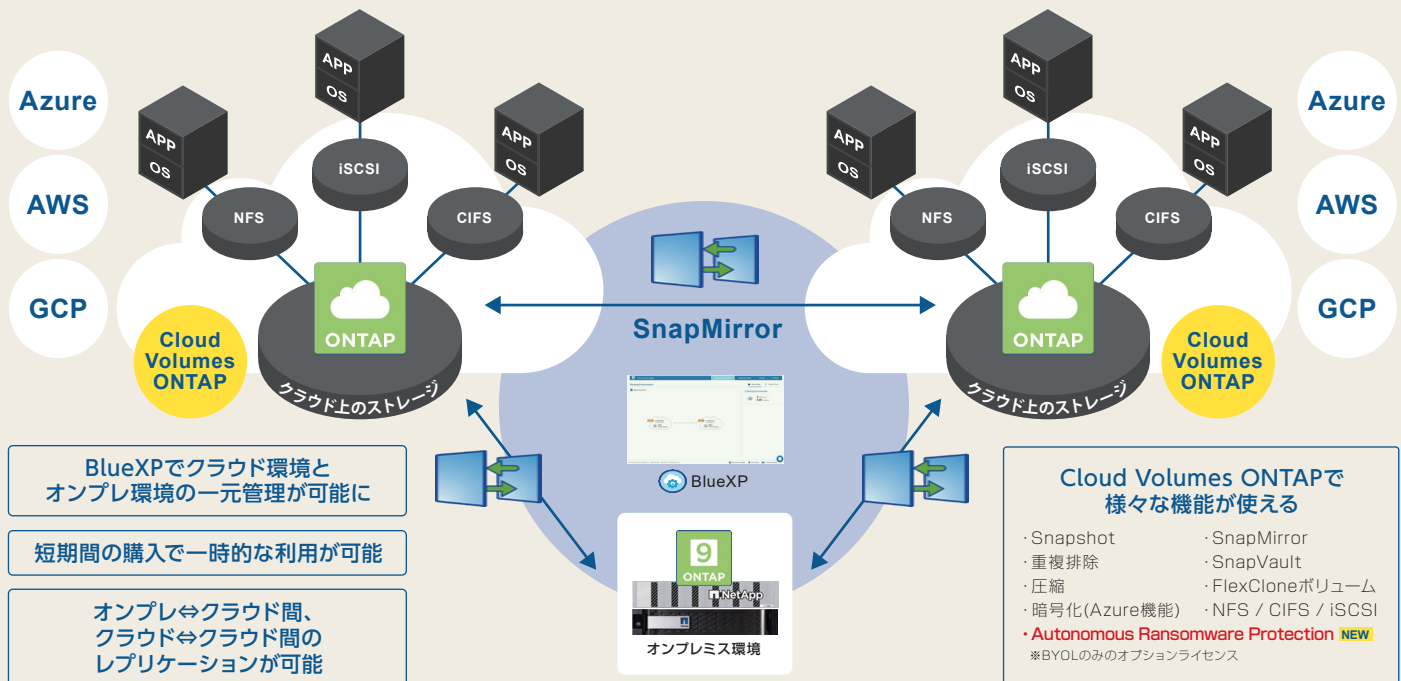 Azure
AWS
GCP
APP
OS
APP
OS
APP
OS
NFS
iSCSI
CIFS
ONTAP
クラウド上のストレージ
Cloud
Volumes
ONTAP
SnapMirror
BlueXP
9
ONTAP
NetApp
オンプレミス環境
APP
OS
APP
OS
APP
OS
NFS
iSCSI
CIFS
ONTAP
クラウド上のストレージ
Cloud
Volumes
ONTAP
Azure
AWS
GCP
BlueXPでクラウド環境と
オンプレ環境の一元管理が可能に
短期間の購入で一時的な利用が可能
オンプレ⇔クラウド間、
クラウド⇔クラウド間の
レプリケーションが可能
Cloud Volumes ONTAPで
様々な機能が使える
・Snapshot
・重複排除
・圧縮
・暗号化(Azure機能)
・SnapMirror
・SnapVault
・FlexCloneボリューム
・NFS / CIFS / iSCSI
・Autonomous Ransomware Protection NEW
※BYOLのみのオプションライセンス